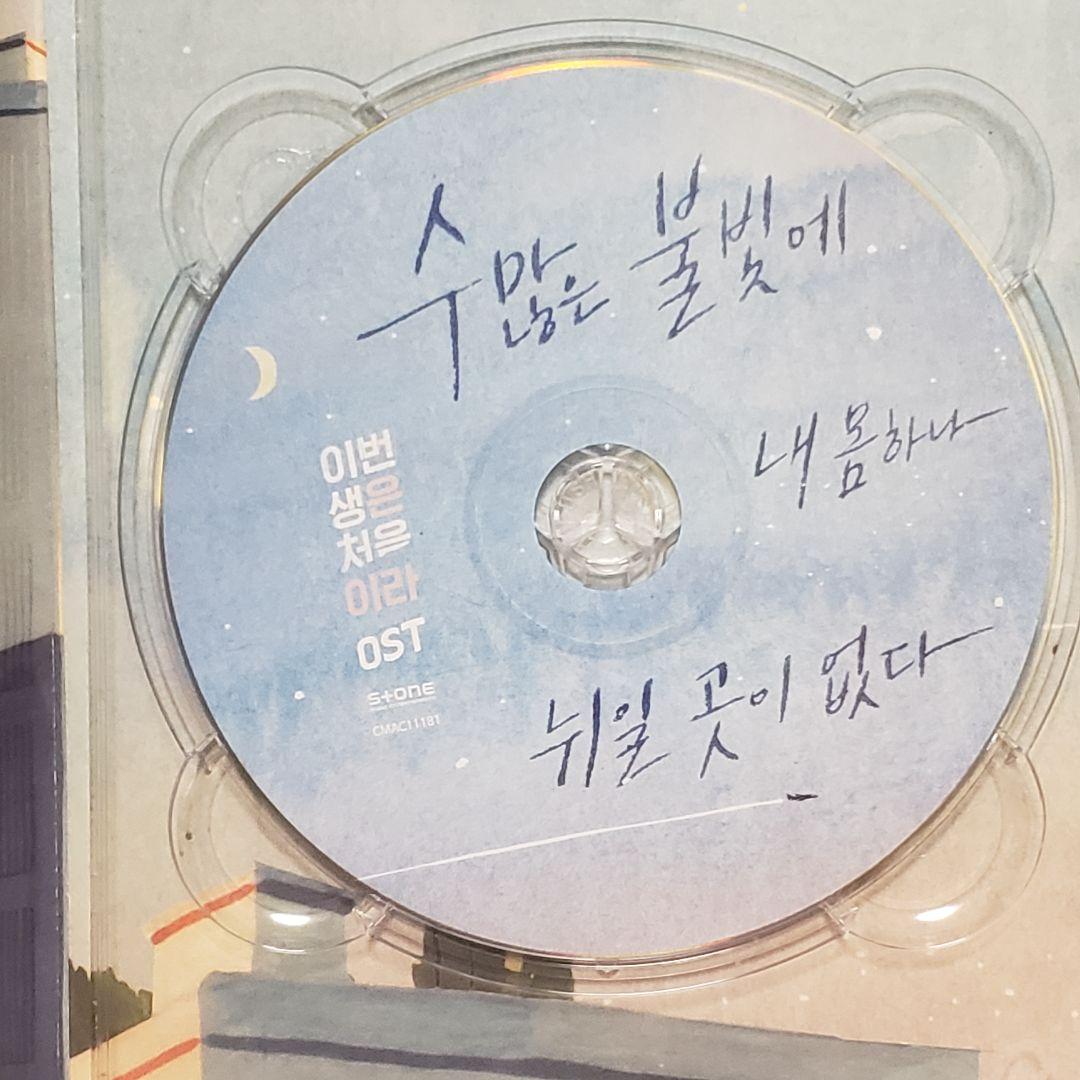 수많은 불빛에
내 몸하나
뉘일 곳이 없다
이번
생은
처음
이라
OST
STONE
CMAC11181